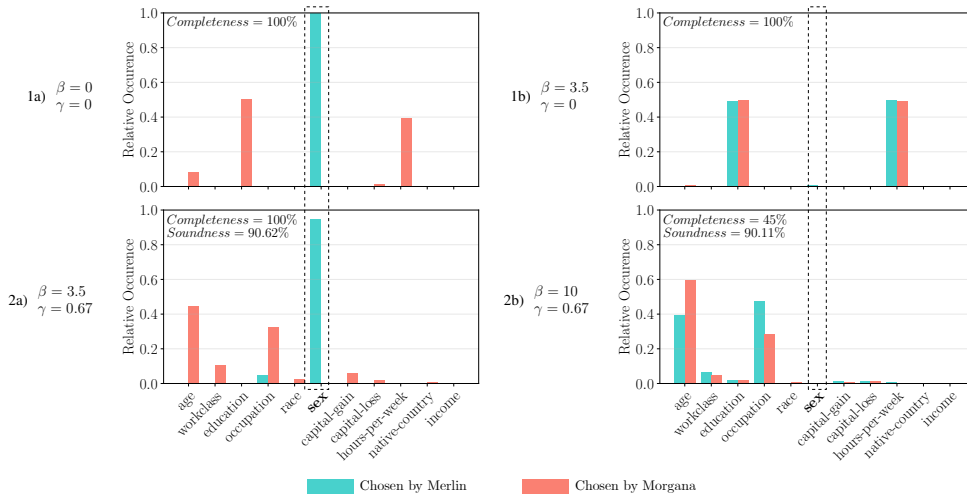 1a) β = 0
γ = 0
Relative Occurence
1.0
0.8
0.6
0.4
0.2
0.0
Completeness = 100%
1b) β = 3.5
γ = 0
Relative Occurence
1.0
0.8
0.6
0.4
0.2
0.0
Completeness = 100%
2a) β = 3.5
γ = 0.67
Relative Occurence
1.0
0.8
0.6
0.4
0.2
0.0
Completeness = 100%
Soundness = 90.62%
age
workclass
education
occupation
race
sex
capital-gain
capital-loss
hours-per-week
native-country
income
2b) β = 10
γ = 0.67
Relative Occurence
1.0
0.8
0.6
0.4
0.2
0.0
Completeness = 45%
Soundness = 90.11%
age
workclass
education
occupation
race
sex
capital-gain
capital-loss
hours-per-week
native-country
income
Chosen by Merlin
Chosen by Morgana